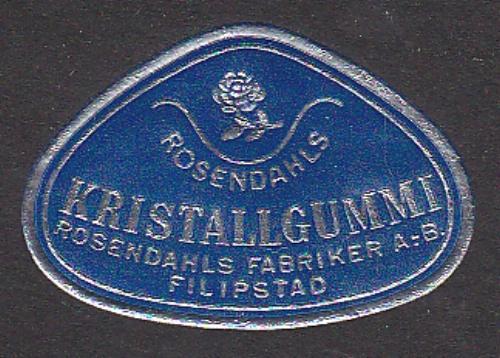 ROSENDAHLS
KRISTALLGUMMI
ROSENDAHLS FABRIKER A-B.
FILIPSTAD